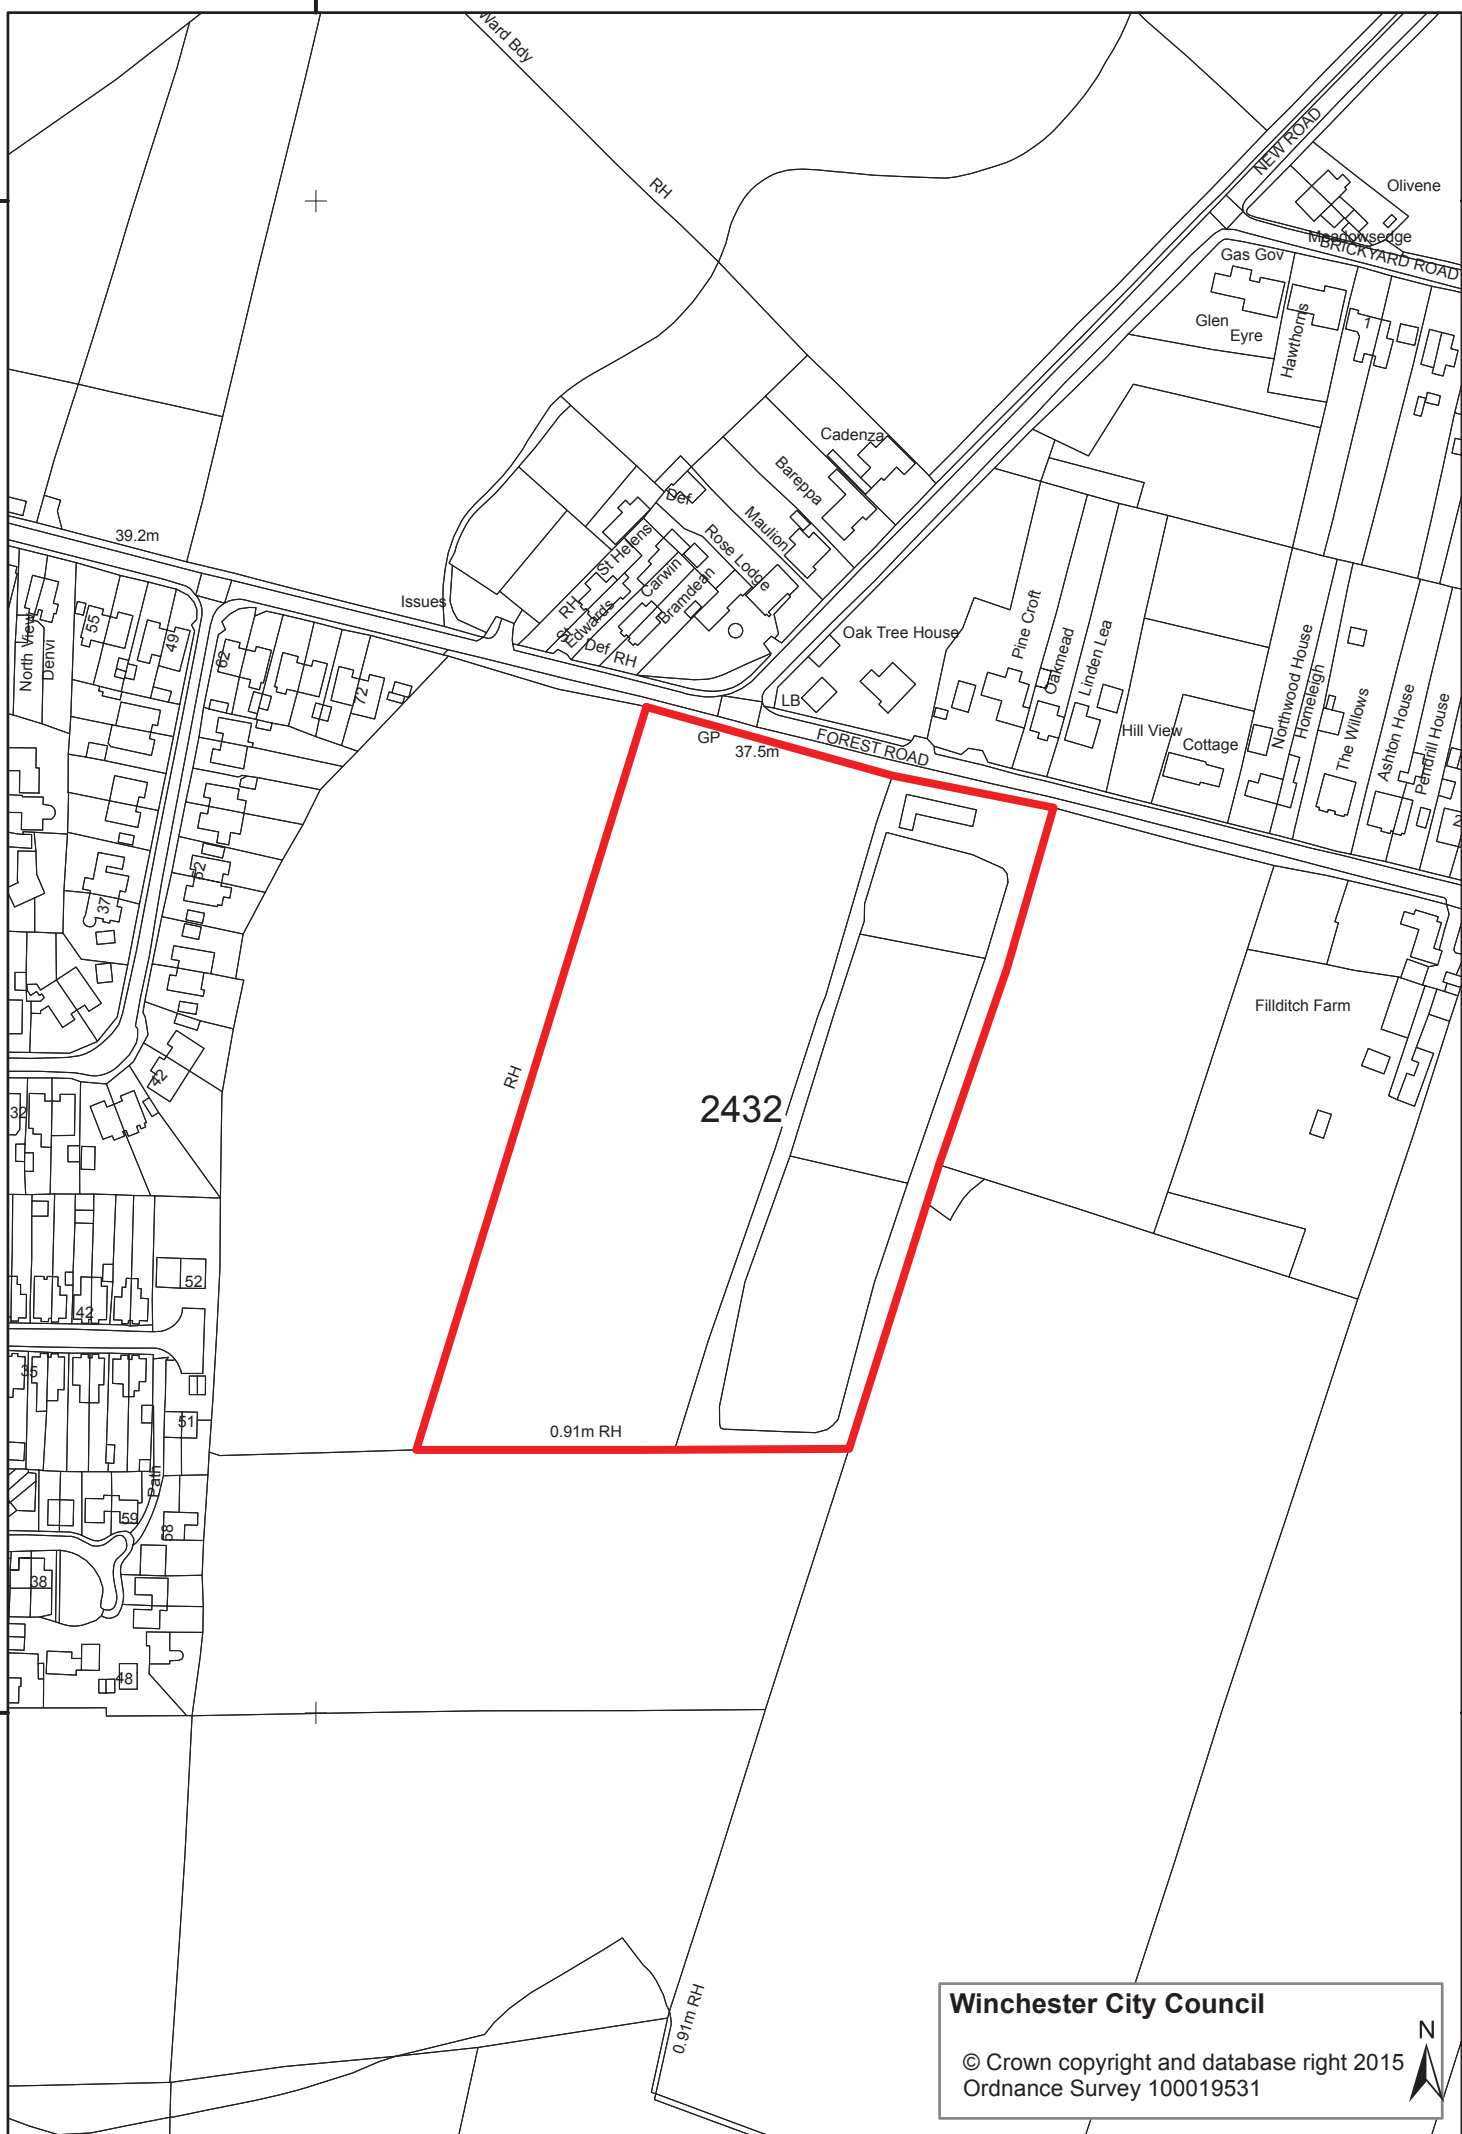 Ward Bdy
RH
NEW ROAD
Olivene
Meadowsedge
BRICKYARD ROAD
Gas Gov
Glen
Eyre
Hawthorns
1
Cadenza
Bareppa
Maulion
Def
Rose Lodge
St Helens
Carwin
Bramdean
RH
St
Edwards
Def
RH
39.2m
Issues
Oak Tree House
LB
Pine Croft
Oakmead
Linden Lea
Hill View
Cottage
Northwood House
Homeleigh
The Willows
Ashton House
Pendrill House
2
FOREST ROAD
GP
37.5m
North View
Denvi
55
49
62
72
52
37
42
32
Fillditch Farm
RH
2432
52
42
35
51
0.91m RH
Path
59
58
38
48
0.91m RH
Winchester City Council
N
© Crown copyright and database right 2015
Ordnance Survey 100019531